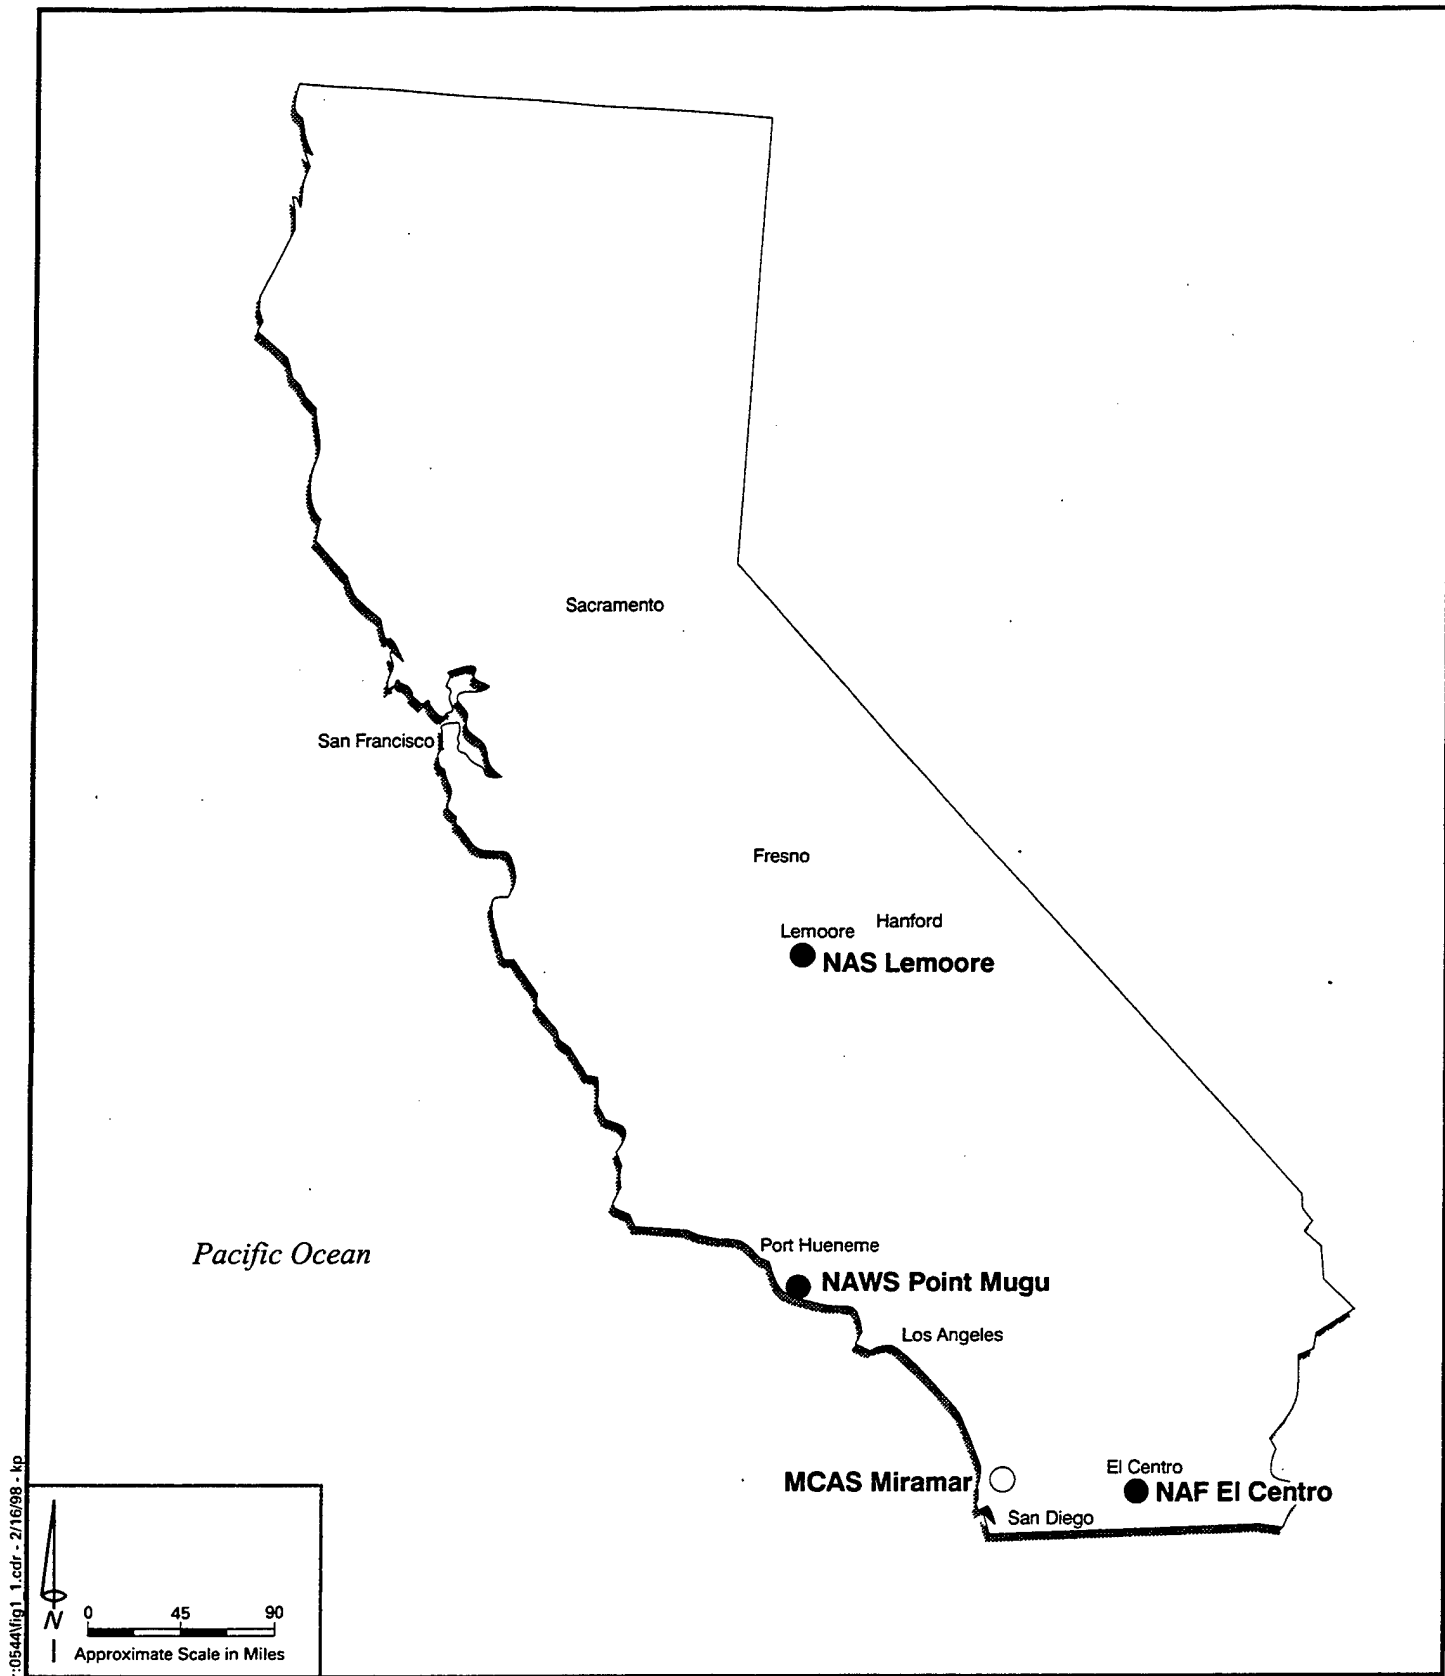 Sacramento
San Francisco
Fresno
Hanford
Lemoore
NAS Lemoore
Pacific Ocean
Port Hueneme
NAWS Point Mugu
Los Angeles
MCAS Miramar
El Centro
NAF El Centro
San Diego
N
0 45 90
Approximate Scale in Miles
:0544\fig1_1.cdr - 2/16/98 - kp